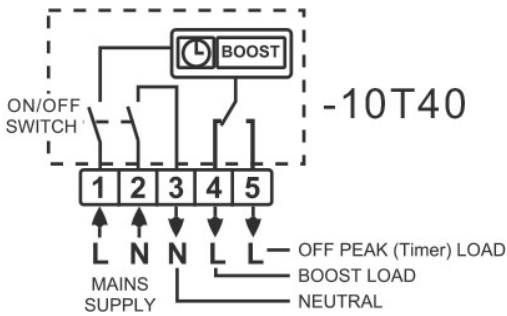 BOOST
ON/OFF
SWITCH
-10T40
1 2 3 4 5
L N N L L
OFF PEAK (Timer) LOAD
BOOST LOAD
NEUTRAL
MAINS
SUPPLY